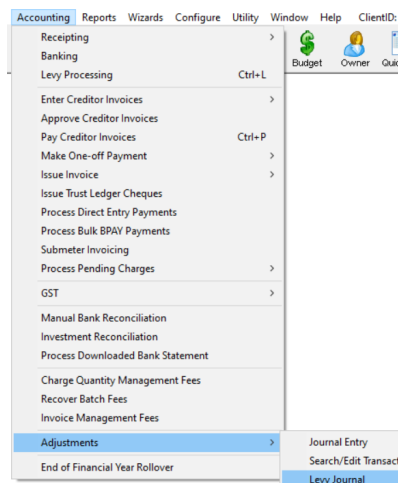 Accounting Reports Wizards Configure Utility Window Help ClientID:
Receipting >
Banking
Levy Processing Ctrl+L
Budget Owner
Enter Creditor Invoices >
Approve Creditor Invoices
Pay Creditor Invoices Ctrl+P
Make One-off Payment >
Issue Invoice >
Issue Trust Ledger Cheques
Process Direct Entry Payments
Process Bulk BPAY Payments
Submeter Invoicing
Process Pending Charges >
GST >
Manual Bank Reconciliation
Investment Reconciliation
Process Downloaded Bank Statement
Charge Quantity Management Fees
Recover Batch Fees
Invoice Management Fees
Adjustments >
Journal Entry
End of Financial Year Rollover
Search/Edit Transact
Levy Journal